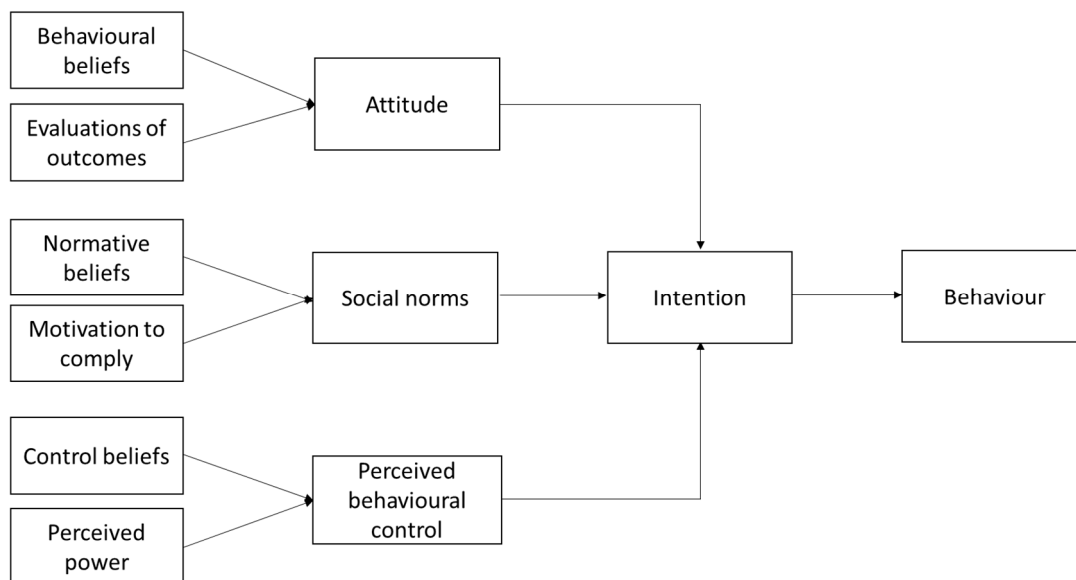 Behavioural
beliefs
Evaluations of
outcomes
Attitude
Normative
beliefs
Motivation to
comply
Social norms
Intention
Behaviour
Control beliefs
Perceived
power
Perceived
behavioural
control